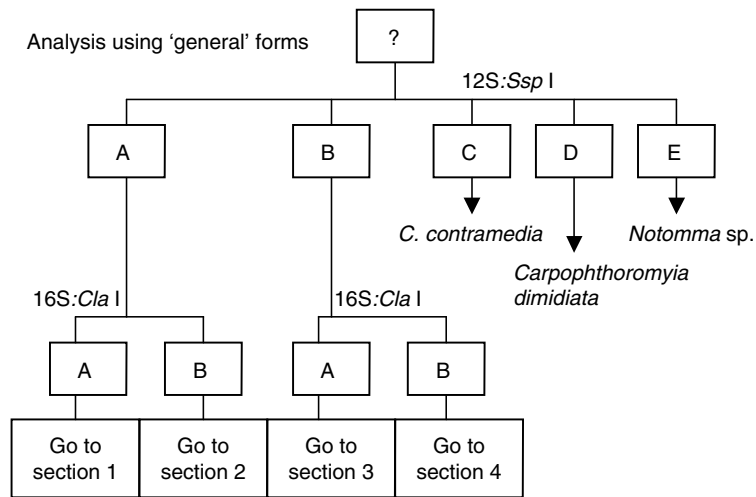 Analysis using ‘general’ forms
?
12S:Ssp I
A
B
C
D
E
C. contramedia
Notomma sp.
Carpophthoromyia
dimidiata
16S:Cla I
16S:Cla I
A
B
A
B
Go to
section 1
Go to
section 2
Go to
section 3
Go to
section 4